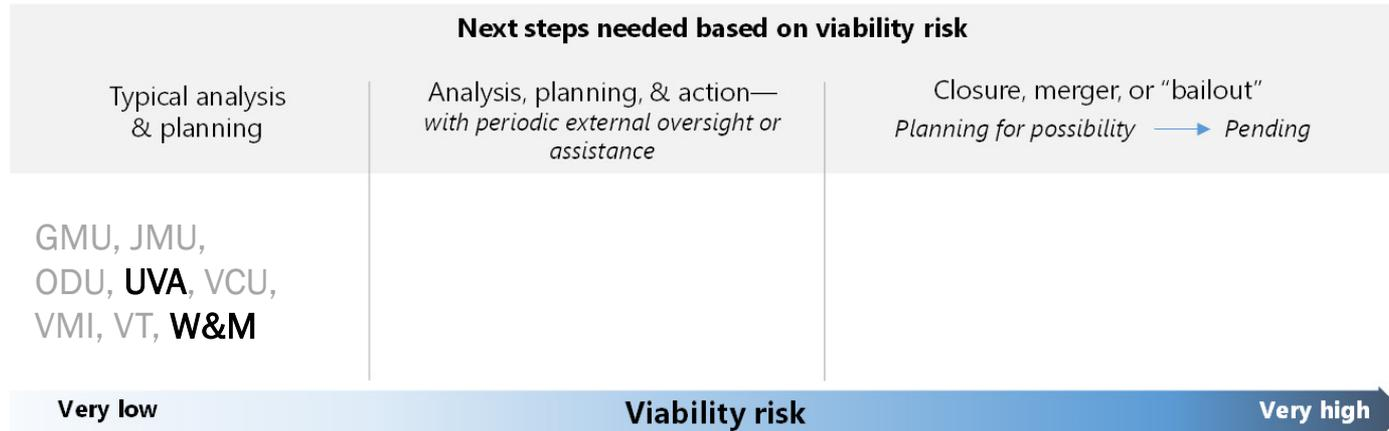 Next steps needed based on viability risk
Typical analysis
& planning
Analysis, planning, & action—
with periodic external oversight or
assistance
Closure, merger, or “bailout”
Planning for possibility
Pending
GMU, JMU,
ODU, UVA, VCU,
VMI, VT, W&M
Very low
Viability risk
Very high